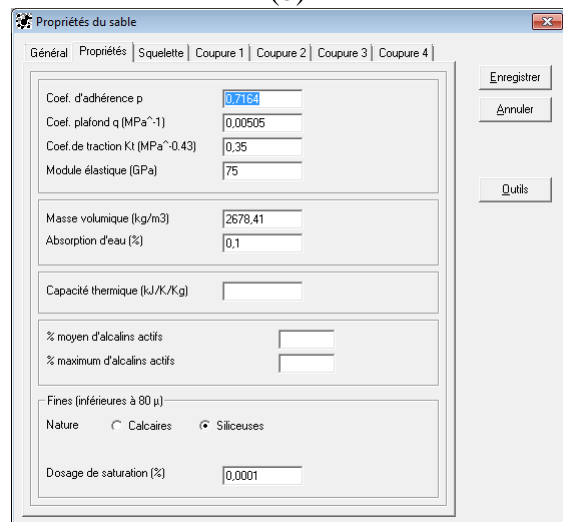 Propriétés du sable
Général Propriétés Squelette Coupure 1 Coupure 2 Coupure 3 Coupure 4
Enregistrer
Annuler
Outils
Coef. d'adhérence p 0,7164
Coef. plafond q (MPa^-1) 0,00505
Coef.de traction Kt (MPa^-0.43) 0,35
Module élastique (GPa) 75
Masse volumique (kg/m3) 2678,41
Absorption d'eau (%) 0,1
Capacité thermique (kJ/K/Kg)
% moyen d'alcalins actifs
% maximum d'alcalins actifs
Fines (inférieures à 80 µ)
Nature Calcaires Siliceuses
Dosage de saturation (%) 0,0001